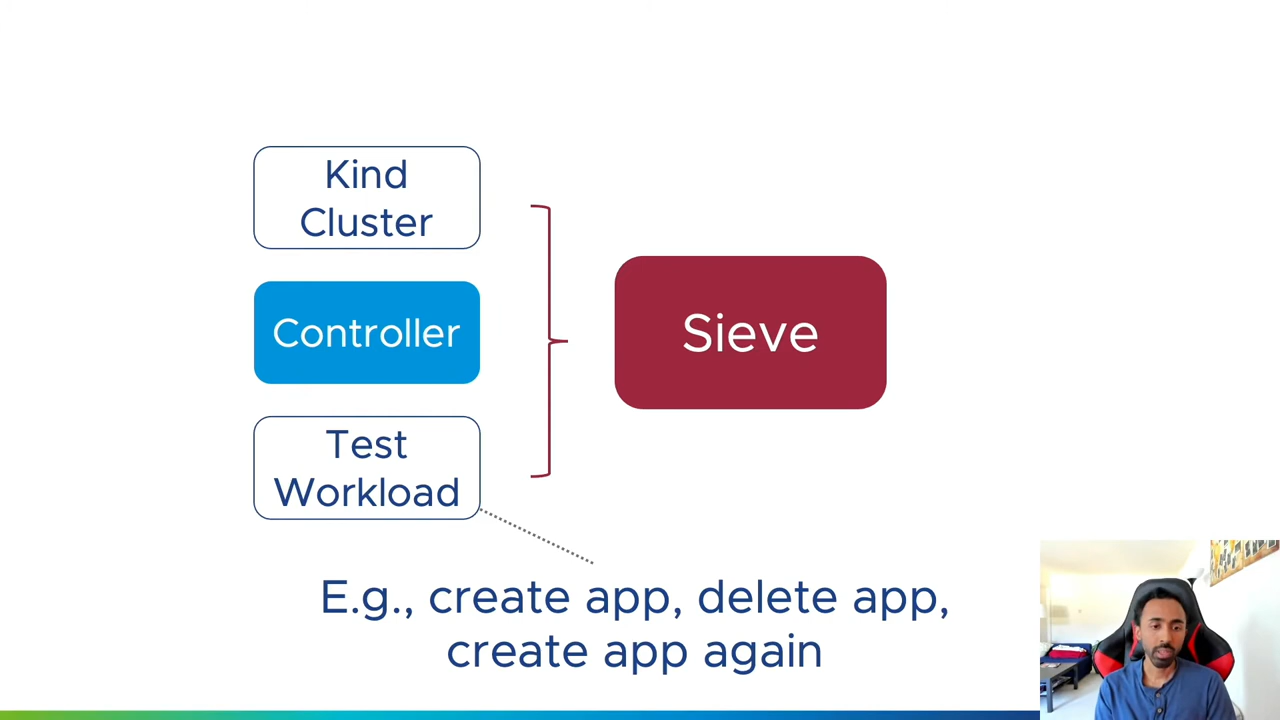 Kind
Cluster
Controller
Test
Workload
Sieve
E.g., create app, delete app,
create app again